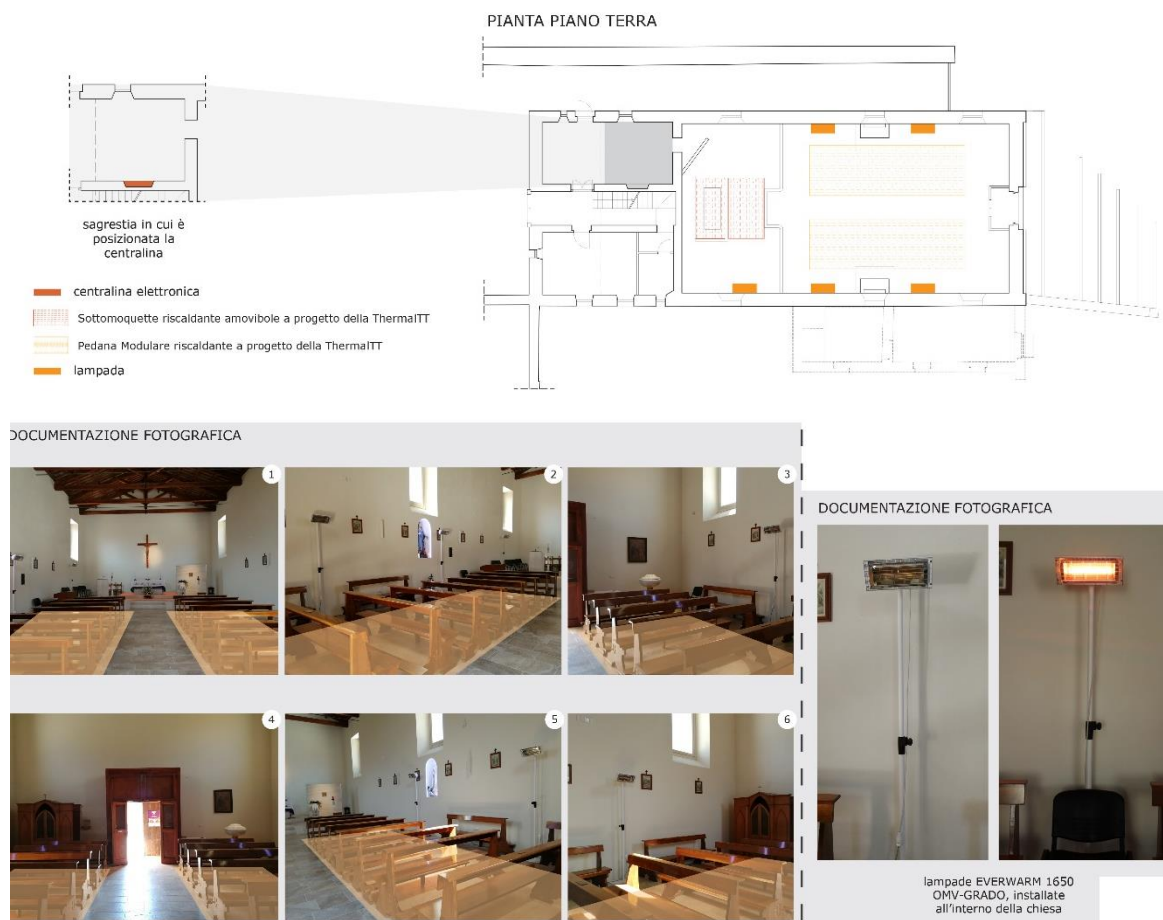 PIANTA PIANO TERRA
sagrestia in cui è
posizionata la
centralina
centralina elettronica
Sottomoquette riscaldante amovibole a progetto della ThermalTT
Pedana Modulare riscaldante a progetto della ThermalTT
lampada
DOCUMENTAZIONE FOTOGRAFICA
1
2
3
4
5
6
DOCUMENTAZIONE FOTOGRAFICA
lampade EVERWARM 1650
OMV-GRADO, installate
all'interno della chiesa